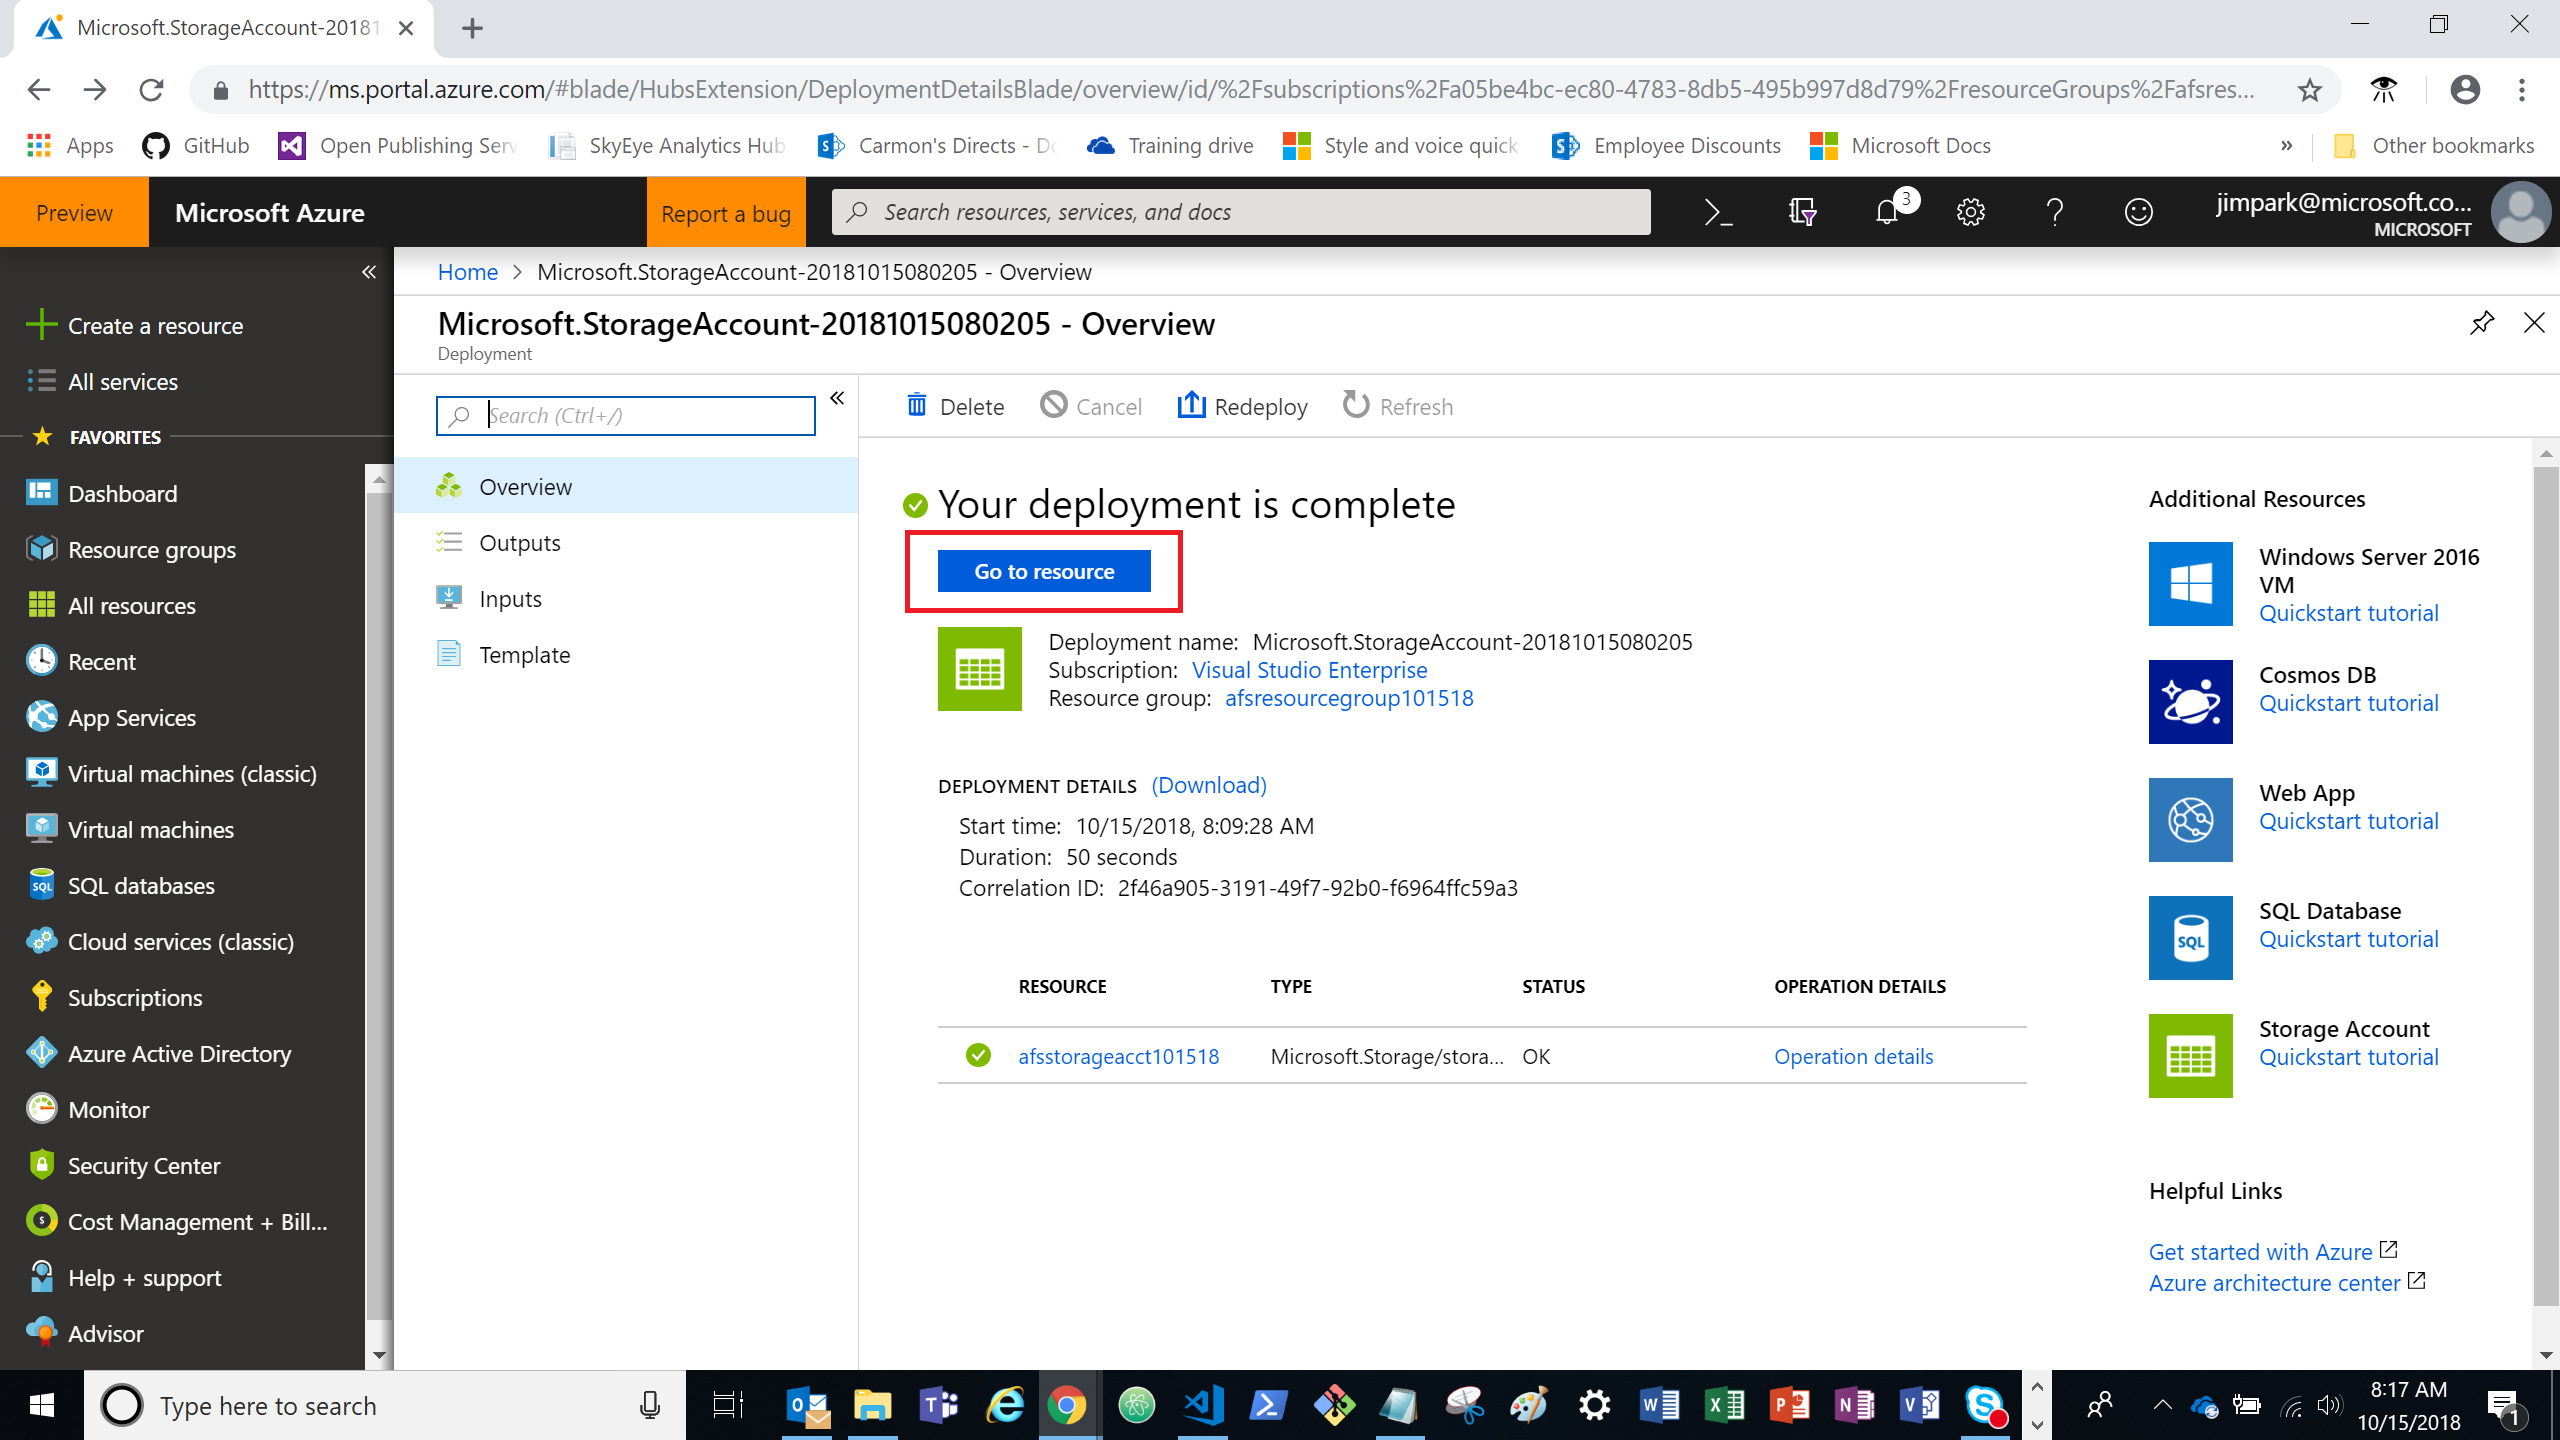 Microsoft.StorageAccount-20181
https://ms.portal.azure.com/#blade/HubsExtension/DeploymentDetailsBlade/overview/id/%2Fsubscriptions%2Fa05be4bc-ec80-4783-8db5-495b997d8d79%2FresourceGroups%2Fafsres...
Apps GitHub Open Publishing Serv SkyEye Analytics Hub Carmon's Directs - Do Training drive Style and voice quick Employee Discounts Microsoft Docs » Other bookmarks
Preview Microsoft Azure Report a bug Search resources, services, and docs 3 jimpark@microsoft.co...
MICROSOFT
Home > Microsoft.StorageAccount-20181015080205 - Overview
Microsoft.StorageAccount-20181015080205 - Overview
Deployment
Create a resource
All services
FAVORITES
Dashboard
Resource groups
All resources
Recent
App Services
Virtual machines (classic)
Virtual machines
SQL databases
Cloud services (classic)
Subscriptions
Azure Active Directory
Monitor
Security Center
Cost Management + Bill...
Help + support
Advisor
Search (Ctrl+/)
Overview
Outputs
Inputs
Template
Delete Cancel Redeploy Refresh
Your deployment is complete
Go to resource
Deployment name: Microsoft.StorageAccount-20181015080205
Subscription: Visual Studio Enterprise
Resource group: afsresourcegroup101518
DEPLOYMENT DETAILS (Download)
Start time: 10/15/2018, 8:09:28 AM
Duration: 50 seconds
Correlation ID: 2f46a905-3191-49f7-92b0-f6964ffc59a3
RESOURCE TYPE STATUS OPERATION DETAILS
afsstorageacct101518 Microsoft.Storage/stora... OK Operation details
Additional Resources
Windows Server 2016
VM
Quickstart tutorial
Cosmos DB
Quickstart tutorial
Web App
Quickstart tutorial
SQL
SQL Database
Quickstart tutorial
Storage Account
Quickstart tutorial
Helpful Links
Get started with Azure
Azure architecture center
Type here to search
8:17 AM
10/15/2018
1